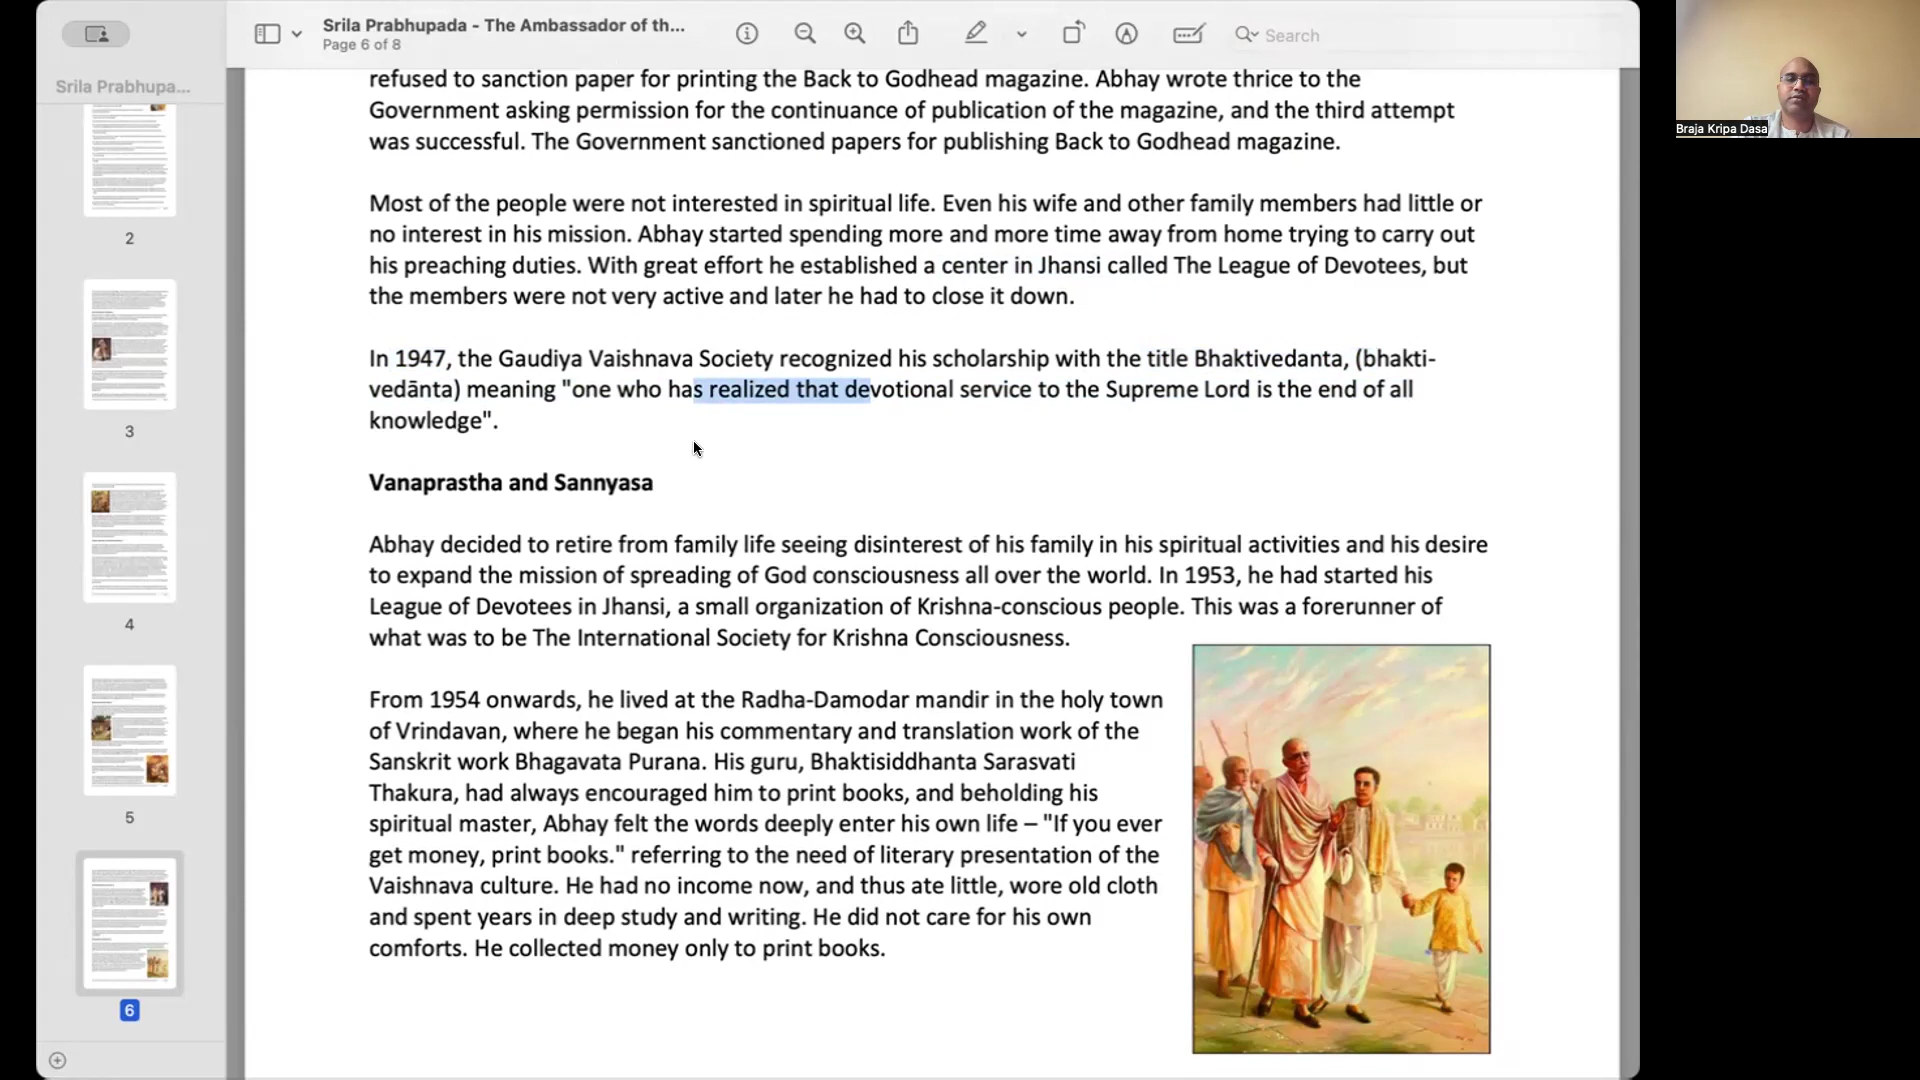 Srila Prabhupada - The Ambassador of th...
Page 6 of 8
Search
Braja Kripa Dasa
Srila Prabhupa...
2
3
4
5
6
refused to sanction paper for printing the Back to Godhead magazine. Abhay wrote thrice to the
Government asking permission for the continuance of publication of the magazine, and the third attempt
was successful. The Government sanctioned papers for publishing Back to Godhead magazine.
Most of the people were not interested in spiritual life. Even his wife and other family members had little or
no interest in his mission. Abhay started spending more and more time away from home trying to carry out
his preaching duties. With great effort he established a center in Jhansi called The League of Devotees, but
the members were not very active and later he had to close it down.
In 1947, the Gaudiya Vaishnava Society recognized his scholarship with the title Bhaktivedanta, (bhakti-
vedānta) meaning "one who has realized that devotional service to the Supreme Lord is the end of all
knowledge".
Vanaprastha and Sannyasa
Abhay decided to retire from family life seeing disinterest of his family in his spiritual activities and his desire
to expand the mission of spreading of God consciousness all over the world. In 1953, he had started his
League of Devotees in Jhansi, a small organization of Krishna-conscious people. This was a forerunner of
what was to be The International Society for Krishna Consciousness.
From 1954 onwards, he lived at the Radha-Damodar mandir in the holy town
of Vrindavan, where he began his commentary and translation work of the
Sanskrit work Bhagavata Purana. His guru, Bhaktisiddhanta Sarasvati
Thakura, had always encouraged him to print books, and beholding his
spiritual master, Abhay felt the words deeply enter his own life – "If you ever
get money, print books." referring to the need of literary presentation of the
Vaishnava culture. He had no income now, and thus ate little, wore old cloth
and spent years in deep study and writing. He did not care for his own
comforts. He collected money only to print books.